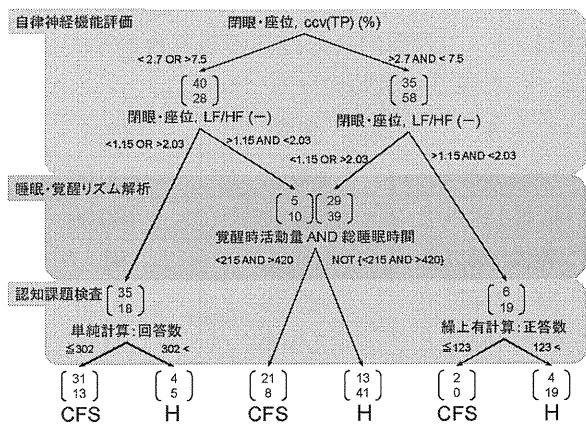 自律神経機能評価
閉眼・座位, ccv(TP) (%)
<2.7 OR >7.5
>2.7 AND <7.5
40
28
35
58
閉眼・座位, LF/HF (ー)
閉眼・座位, LF/HF (ー)
<1.15 OR >2.03
>1.15 AND <2.03
<1.15 OR >2.03
>1.15 AND <2.03
睡眠・覚醒リズム解析
5
10
29
39
覚醒時活動量 AND 総睡眠時間
<215 AND >420
NOT {<215 AND >420}
認知課題検査
35
18
6
19
単純計算:回答数
繰上有計算:正答数
≦302
302<
≦123
123<
31
13
4
5
21
8
13
41
2
0
4
19
CFS
H
CFS
H
CFS
H